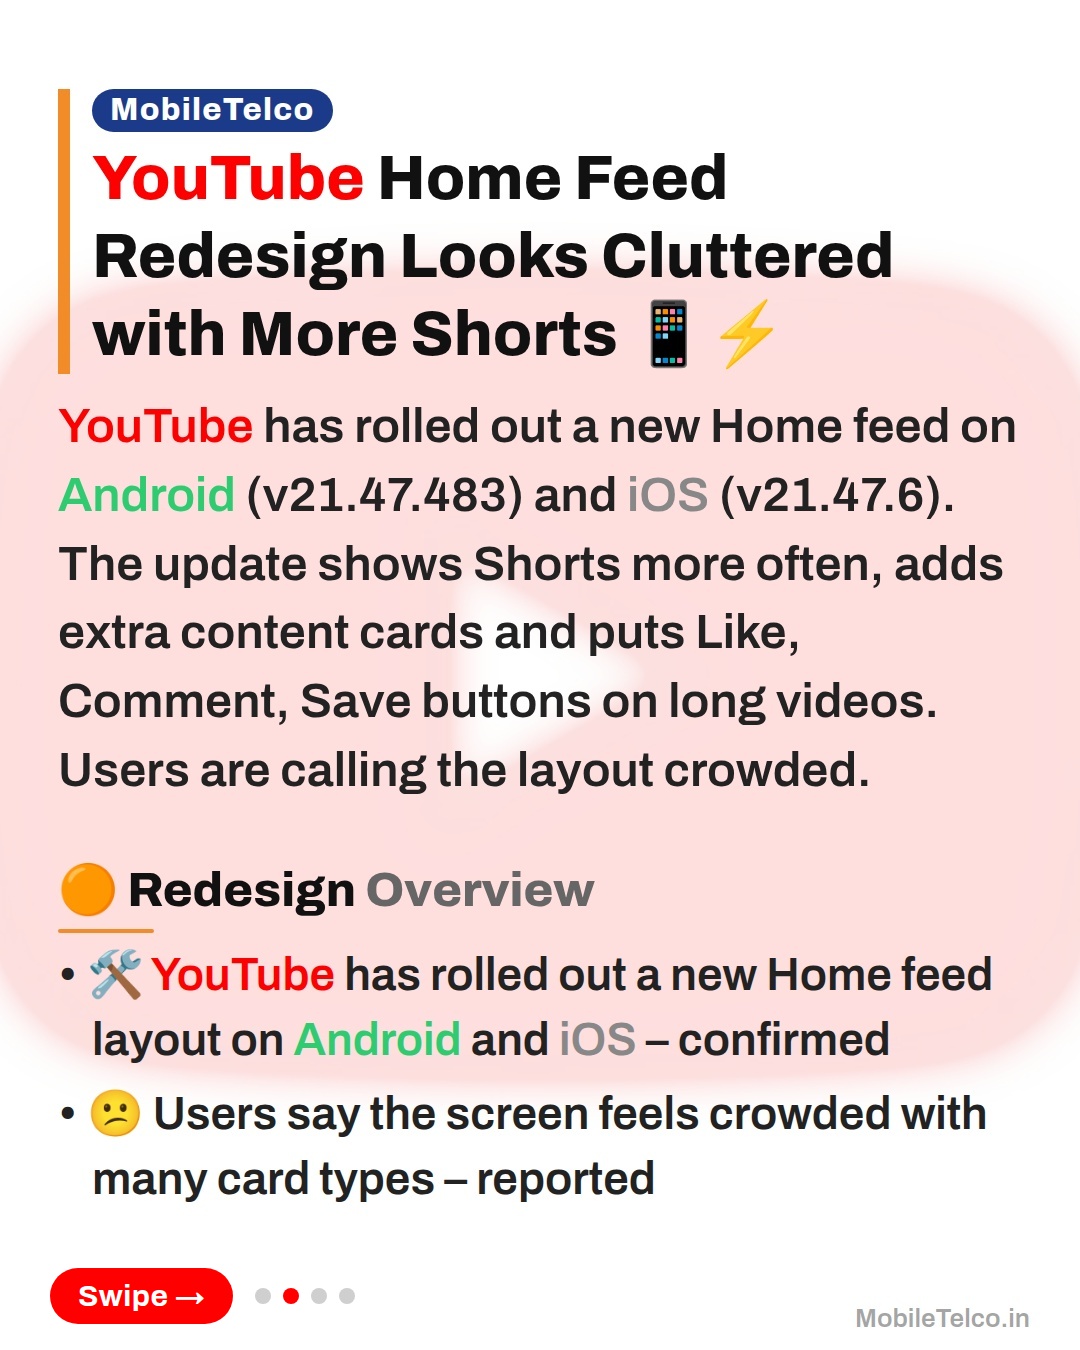 MobileTelco
YouTube Home Feed
Redesign Looks Cluttered
with More Shorts 📱⚡
YouTube has rolled out a new Home feed on
Android (v21.47.483) and iOS (v21.47.6).
The update shows Shorts more often, adds
extra content cards and puts Like,
Comment, Save buttons on long videos.
Users are calling the layout crowded.
🟠 Redesign Overview
• 🛠️ YouTube has rolled out a new Home feed
layout on Android and iOS – confirmed
• 😕 Users say the screen feels crowded with
many card types – reported
Swipe →
MobileTelco.in